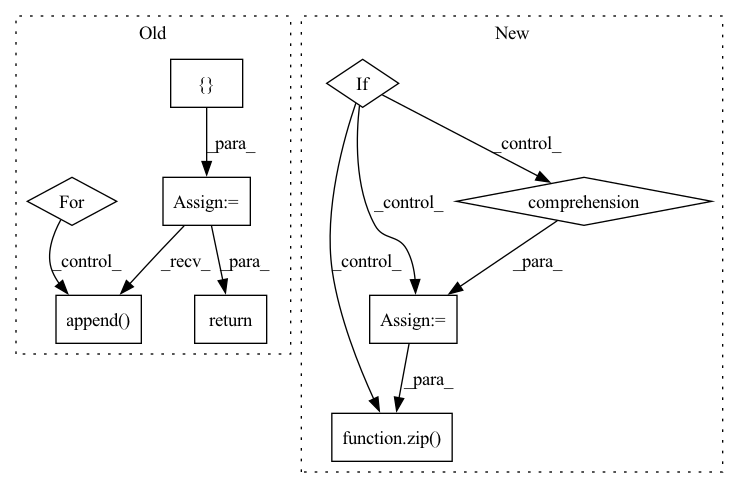 Old
New
{}
If
_para_
_control_
For
Assign:=
comprehension
_control_
_control_
_recv_
_para_
_control_
_para_
append()
return
Assign:=
_para_
function.zip()